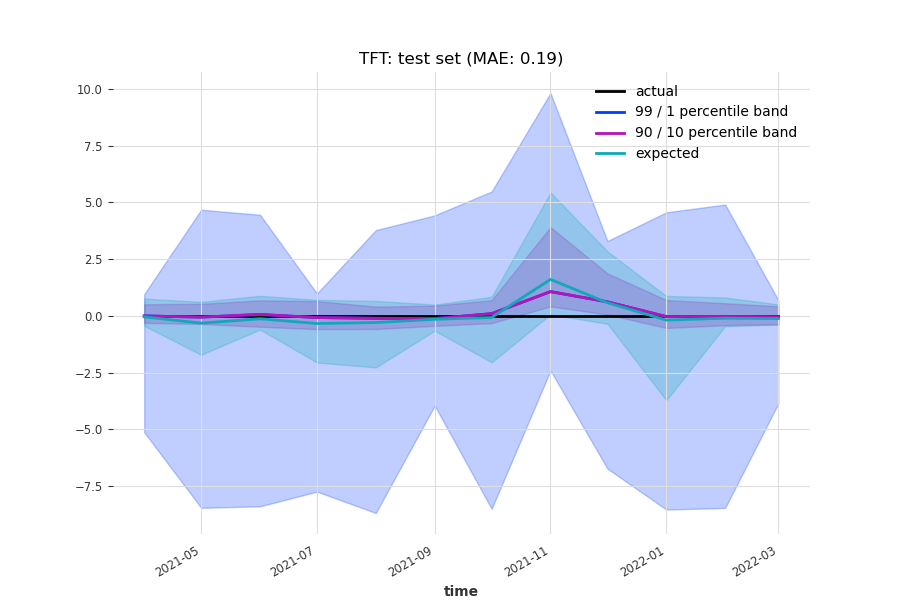 TFT: test set (MAE: 0.19)
10.0
7.5
5.0
2.5
0.0
−2.5
−5.0
−7.5
actual
99 / 1 percentile band
90 / 10 percentile band
expected
2021-05
2021-07
2021-09
2021-11
2022-01
2022-03
time